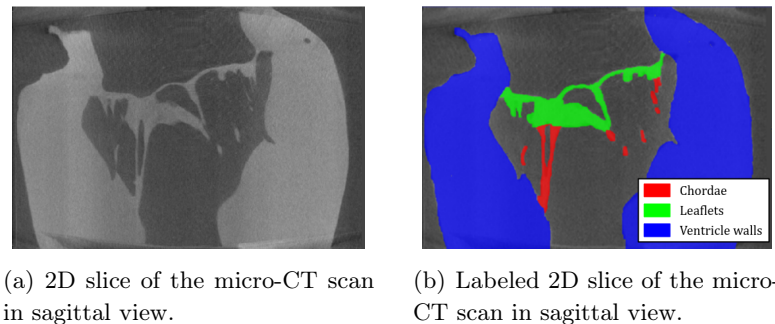 Chordae
Leaflets
Ventricle walls
(a) 2D slice of the micro-CT scan
in sagittal view.
(b) Labeled 2D slice of the micro-
CT scan in sagittal view.